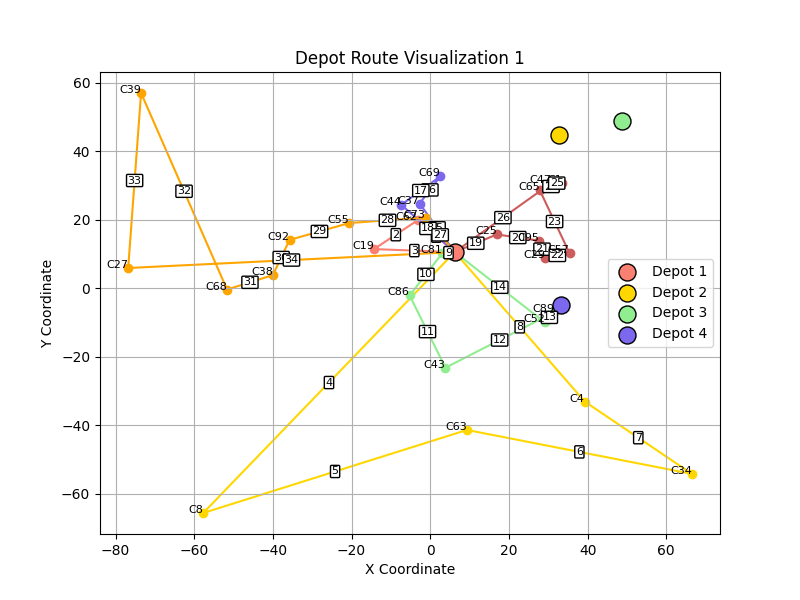 Depot Route Visualization 1
60
40
20
0
−20
−40
−60
Y Coordinate
−80
−60
−40
−20
0
20
40
60
X Coordinate
Depot 1
Depot 2
Depot 3
Depot 4
C39
33
32
C69
17
C44
C37
C73
C55
28
29
C92
2
18
27
C19
3
C81
9
C27
34
C38
31
C68
10
C86
11
C43
12
C52
13
C89
14
8
4
C4
7
C63
6
C34
5
C8
C47
25
C65
26
23
C25
19
20
C95
21
22